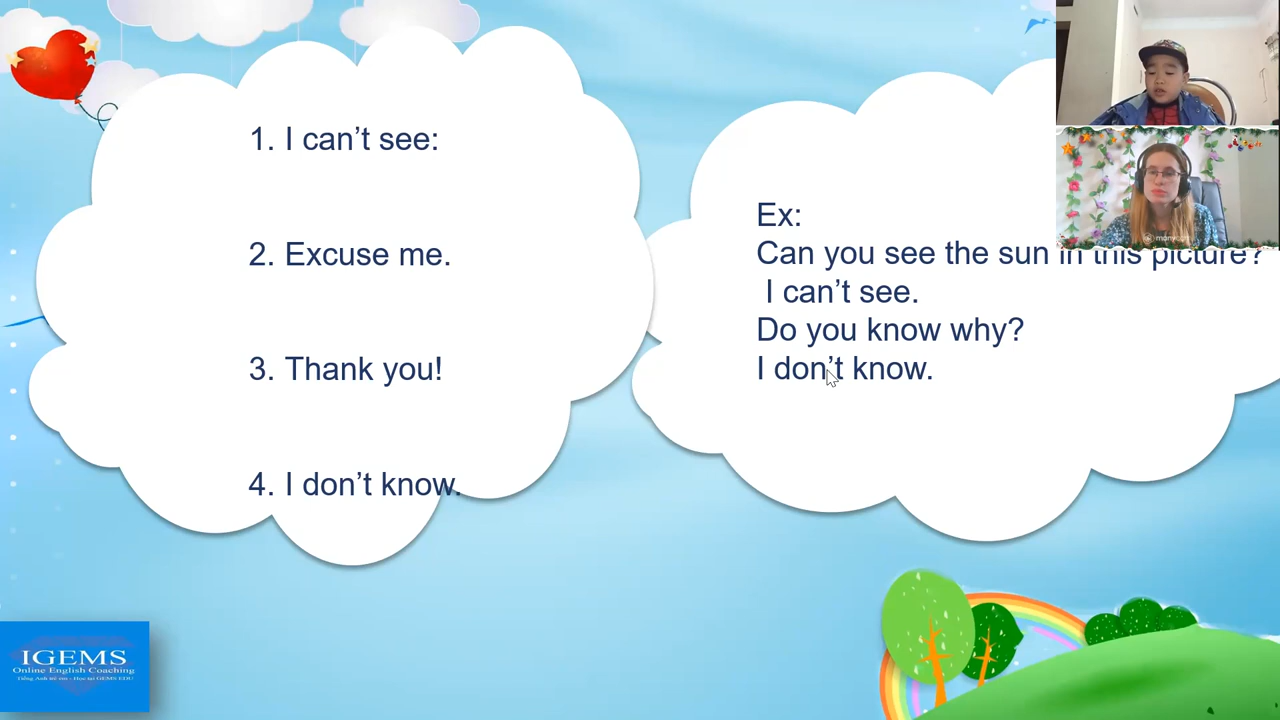 1. I can't see:
2. Excuse me.
3. Thank you!
4. I don't know.
Ex:
Can you see the sun in this picture?
I can't see.
Do you know why?
I don't know.
IGEMS
Online English Coaching